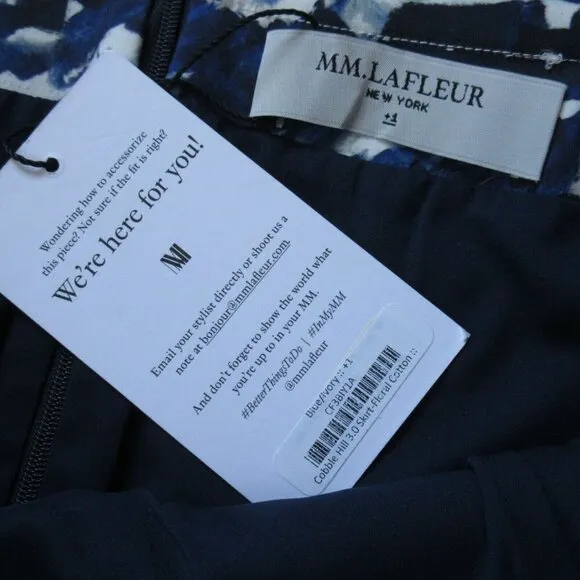 MM.LAFLEUR
NEW YORK
+1
Wondering how to accessorize
this piece? Not sure if the fit is right?
We're here for you!
M
Email your stylist directly or shoot us a
note at bonjour@mmlafleur.com.
And don't forget to show the world what
you're up to in your MM.
#BetterThingsToDo | #InMyMM
@mmlafleur
Blue/Ivory :: +1
CF38IY1A
Cobble Hill 3.0 Skirt-Floral Cotton ::